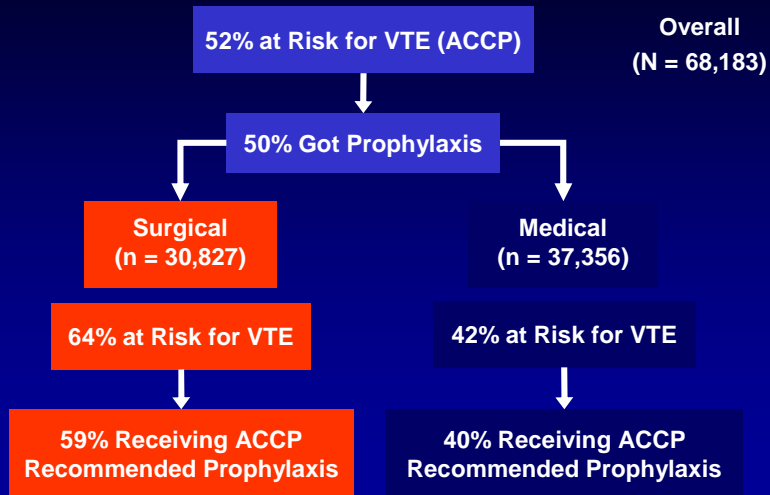 52% at Risk for VTE (ACCP)
Overall
(N = 68,183)
50% Got Prophylaxis
Surgical
(n = 30,827)
Medical
(n = 37,356)
64% at Risk for VTE
42% at Risk for VTE
59% Receiving ACCP
Recommended Prophylaxis
40% Receiving ACCP
Recommended Prophylaxis